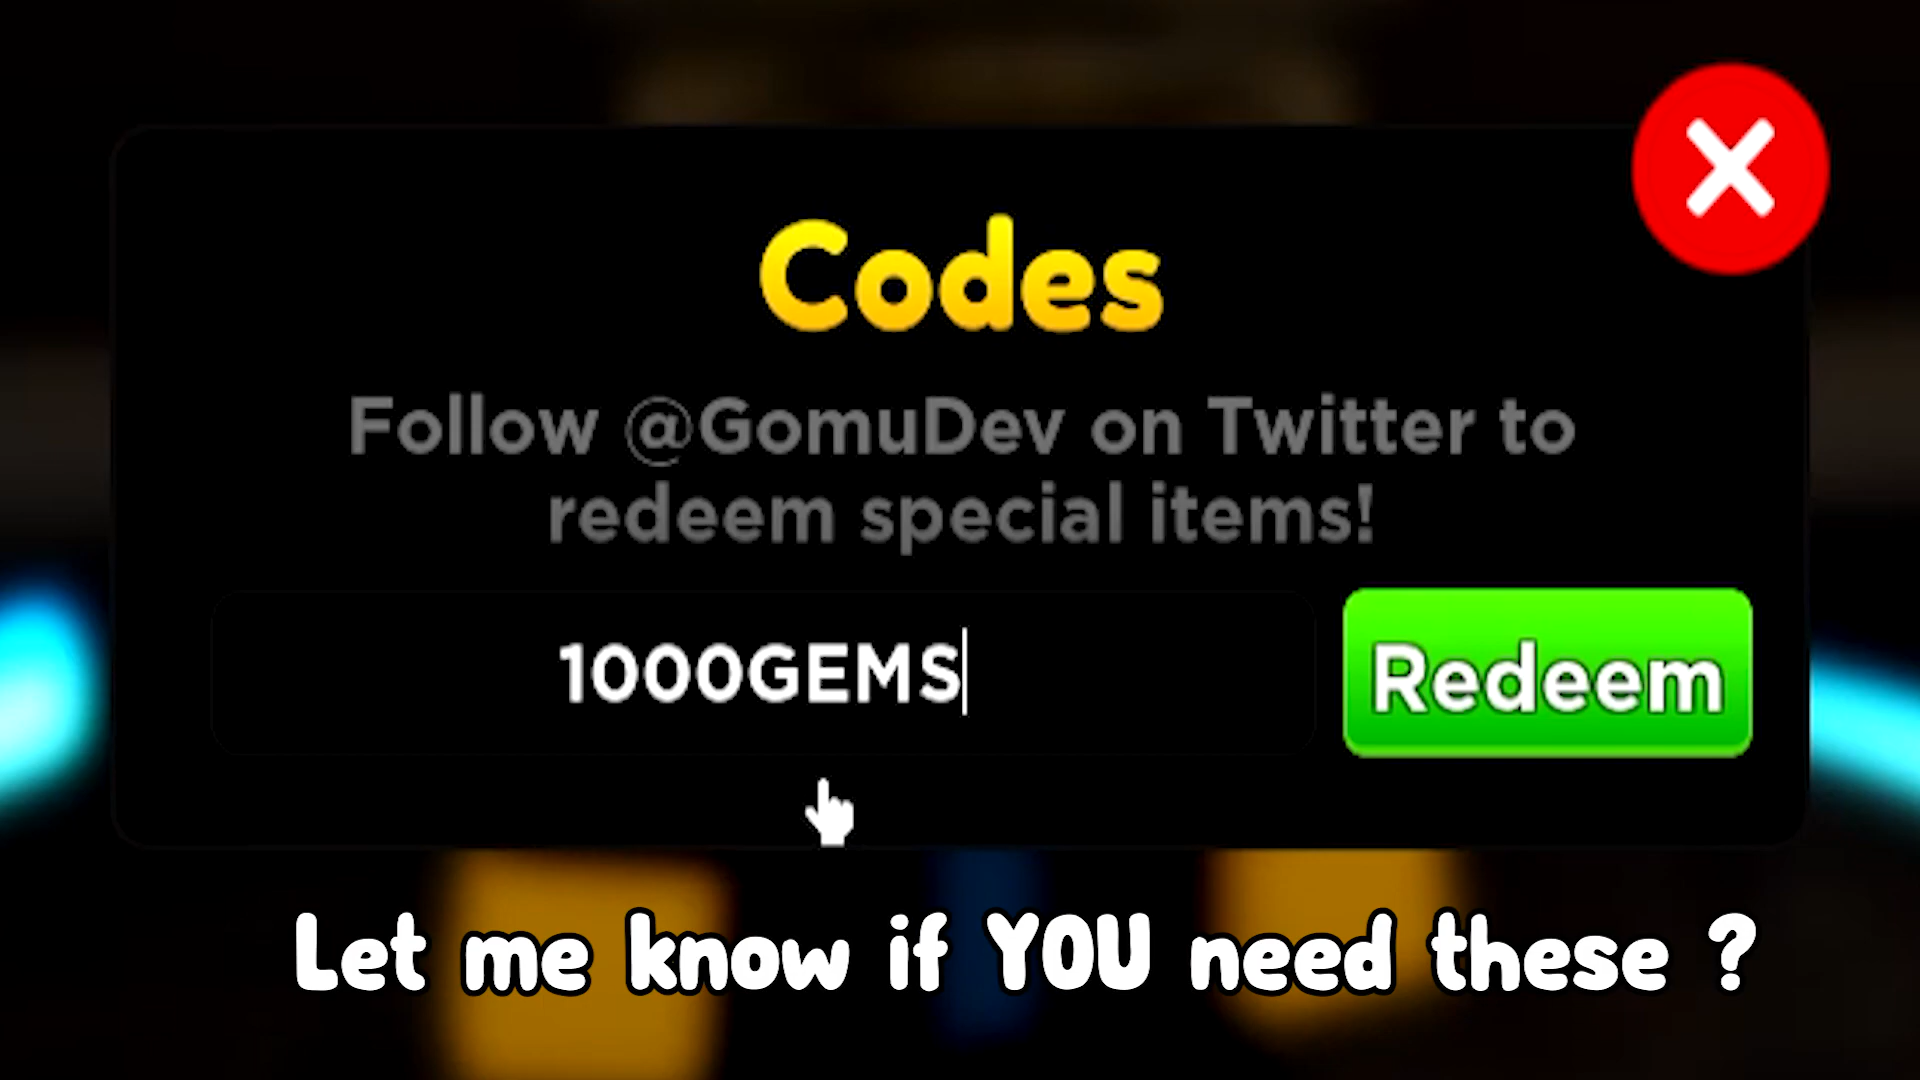 Codes
Follow @GomuDev on Twitter to
redeem special items!
1000GEMS
Redeem
Let me know if YOU need these ?